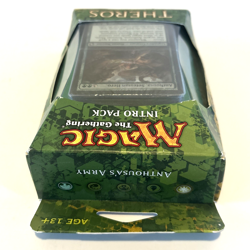 THEROS
MAGIC
The Gathering
INTRO PACK
ANTHOUSA'S ARMY
AGE 13+